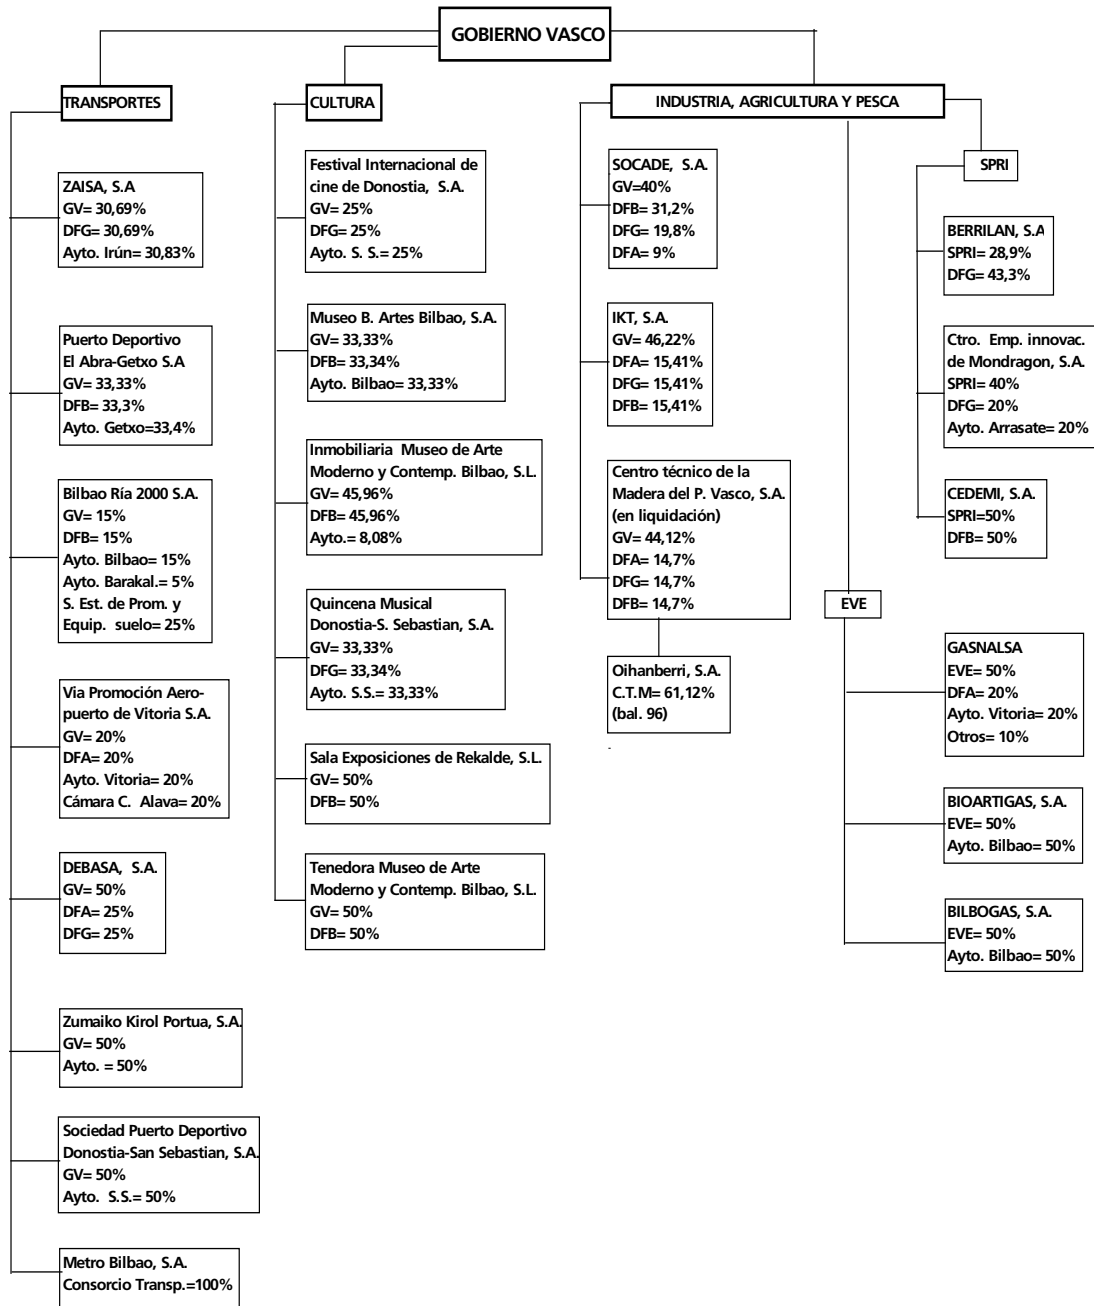 GOBIERNO VASCO
TRANSPORTES
ZAISA, S.A
GV= 30,69%
DFG= 30,69%
Ayto. Irún= 30,83%
Puerto Deportivo
El Abra-Getxo S.A
GV= 33,33%
DFB= 33,3%
Ayto. Getxo=33,4%
Bilbao Ría 2000 S.A.
GV= 15%
DFB= 15%
Ayto. Bilbao= 15%
Ayto. Barakal.= 5%
S. Est. de Prom. y
Equip. suelo= 25%
Via Promoción Aero-
puerto de Vitoria S.A.
GV= 20%
DFA= 20%
Ayto. Vitoria= 20%
Cámara C. Alava= 20%
DEBASA, S.A.
GV= 50%
DFA= 25%
DFG= 25%
Zumaiko Kirol Portua, S.A.
GV= 50%
Ayto. = 50%
Sociedad Puerto Deportivo
Donostia-San Sebastian, S.A.
GV= 50%
Ayto. S.S.= 50%
Metro Bilbao, S.A.
Consorcio Transp.=100%
CULTURA
Festival Internacional de
cine de Donostia, S.A.
GV= 25%
DFG= 25%
Ayto. S. S.= 25%
Museo B. Artes Bilbao, S.A.
GV= 33,33%
DFB= 33,34%
Ayto. Bilbao= 33,33%
Inmobiliaria Museo de Arte
Moderno y Contemp. Bilbao, S.L.
GV= 45,96%
DFB= 45,96%
Ayto.= 8,08%
Quincena Musical
Donostia-S. Sebastian, S.A.
GV= 33,33%
DFG= 33,34%
Ayto. S.S.= 33,33%
Sala Exposiciones de Rekalde, S.L.
GV= 50%
DFB= 50%
Tenedora Museo de Arte
Moderno y Contemp. Bilbao, S.L.
GV= 50%
DFB= 50%
INDUSTRIA, AGRICULTURA Y PESCA
SOCADE, S.A.
GV=40%
DFB= 31,2%
DFG= 19,8%
DFA= 9%
IKT, S.A.
GV= 46,22%
DFA= 15,41%
DFG= 15,41%
DFB= 15,41%
Centro técnico de la
Madera del P. Vasco, S.A.
(en liquidación)
GV= 44,12%
DFA= 14,7%
DFG= 14,7%
DFB= 14,7%
Oihanberri, S.A.
C.T.M= 61,12%
(bal. 96)
SPRI
BERRILAN, S.A
SPRI= 28,9%
DFG= 43,3%
Ctro. Emp. innovac.
de Mondragon, S.A.
SPRI= 40%
DFG= 20%
Ayto. Arrasate= 20%
CEDEMI, S.A.
SPRI=50%
DFB= 50%
EVE
GASNALSA
EVE= 50%
DFA= 20%
Ayto. Vitoria= 20%
Otros= 10%
BIOARTIGAS, S.A.
EVE= 50%
Ayto. Bilbao= 50%
BILBOGAS, S.A.
EVE= 50%
Ayto. Bilbao= 50%